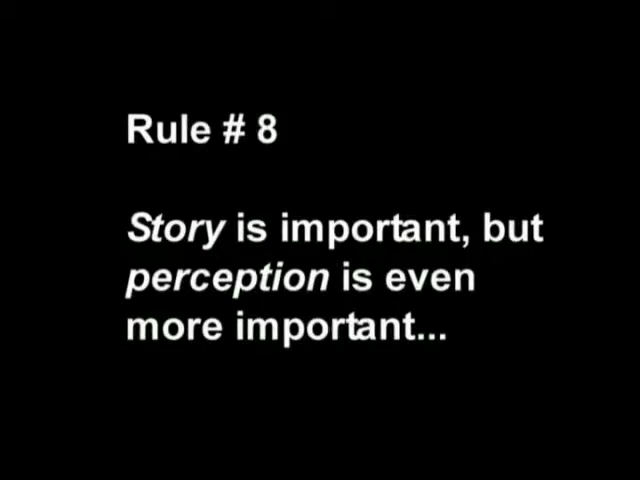 Rule # 8
Story is important, but
perception is even
more important...